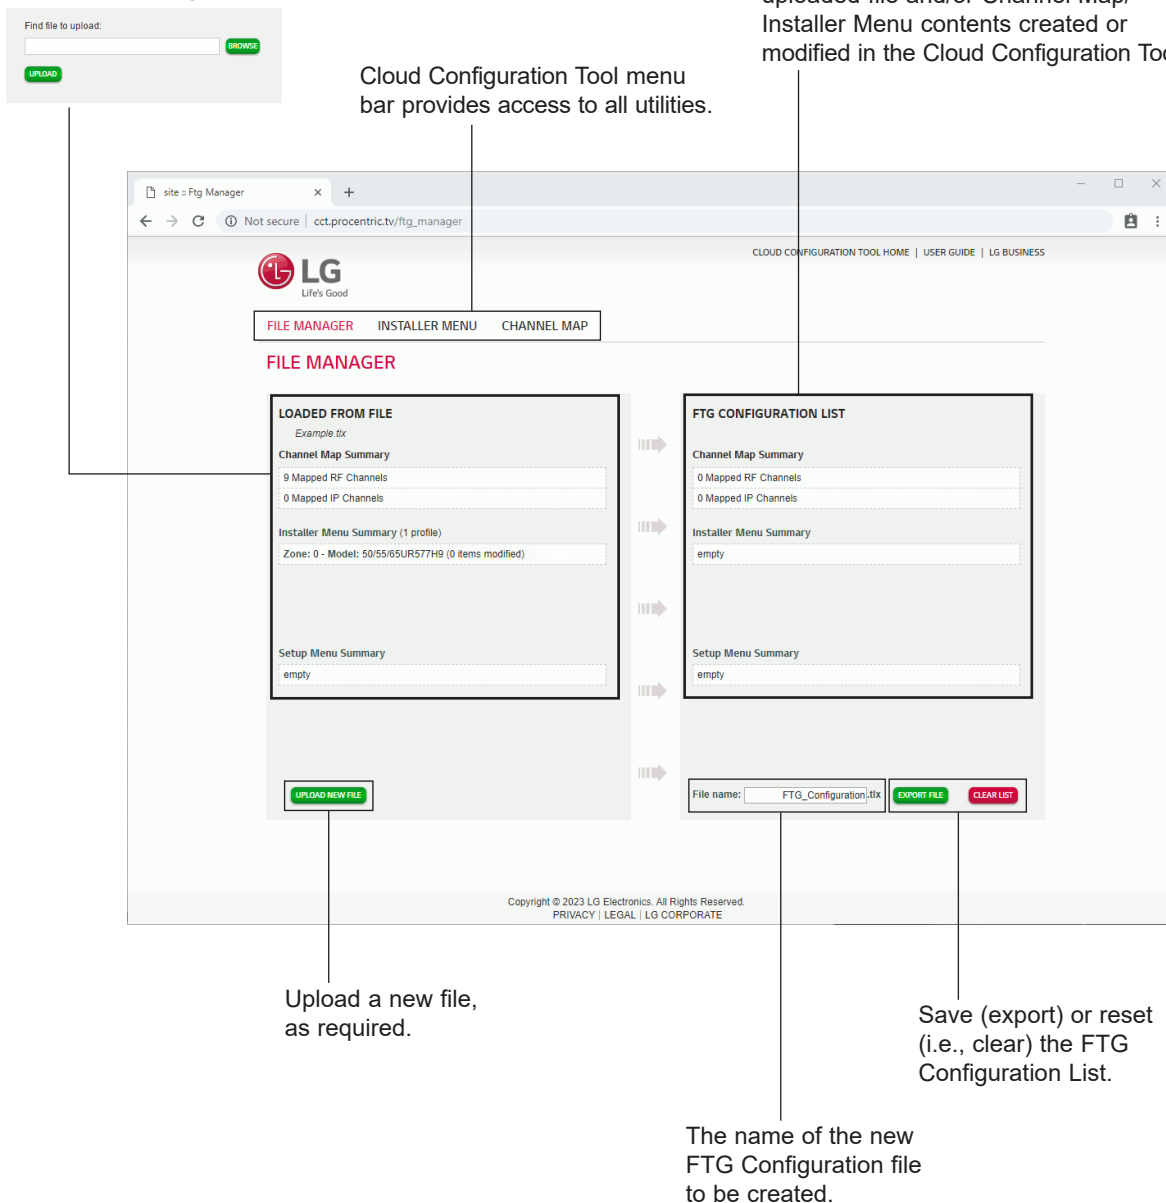 uploaded file and/or Channel Map/
Installer Menu contents created or
modified in the Cloud Configuration
Find file to upload:
BROWSE
UPLOAD
Cloud Configuration Tool menu
bar provides access to all utilities.
site :: Ftg Manager
Not secure | cct.procentric.tv/ftg_manager
LG
Life's Good
CLOUD CONFIGURATION TOOL HOME | USER GUIDE | LG BUSINESS
FILE MANAGER INSTALLER MENU CHANNEL MAP
FILE MANAGER
LOADED FROM FILE
Example.tlx
Channel Map Summary
9 Mapped RF Channels
0 Mapped IP Channels
Installer Menu Summary (1 profile)
Zone: 0 - Model: 50/55/65UR577H9 (0 items modified)
Setup Menu Summary
empty
UPLOAD NEW FILE
FTG CONFIGURATION LIST
Channel Map Summary
0 Mapped RF Channels
0 Mapped IP Channels
Installer Menu Summary
empty
Setup Menu Summary
empty
File name: FTG_Configuration .tlx EXPORT FILE CLEAR LIST
Copyright © 2023 LG Electronics. All Rights Reserved.
PRIVACY | LEGAL | LG CORPORATE
Upload a new file,
as required.
Save (export) or reset
(i.e., clear) the FTG
Configuration List.
The name of the new
FTG Configuration file
to be created.